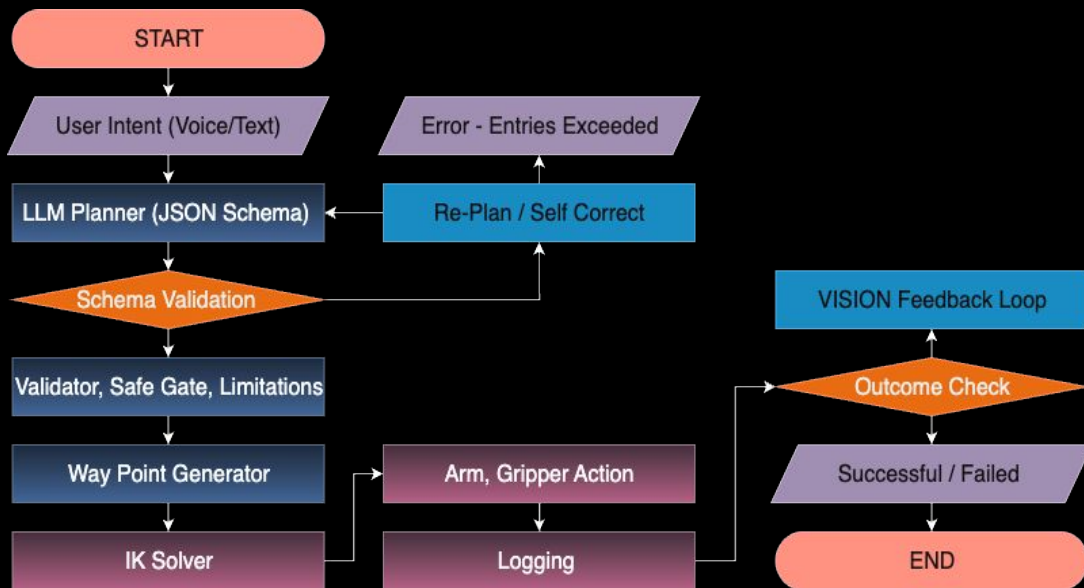 START
User Intent (Voice/Text)
Error - Entries Exceeded
LLM Planner (JSON Schema)
Re-Plan / Self Correct
Schema Validation
VISION Feedback Loop
Validator, Safe Gate, Limitations
Outcome Check
Way Point Generator
Arm, Gripper Action
Successful / Failed
IK Solver
Logging
END